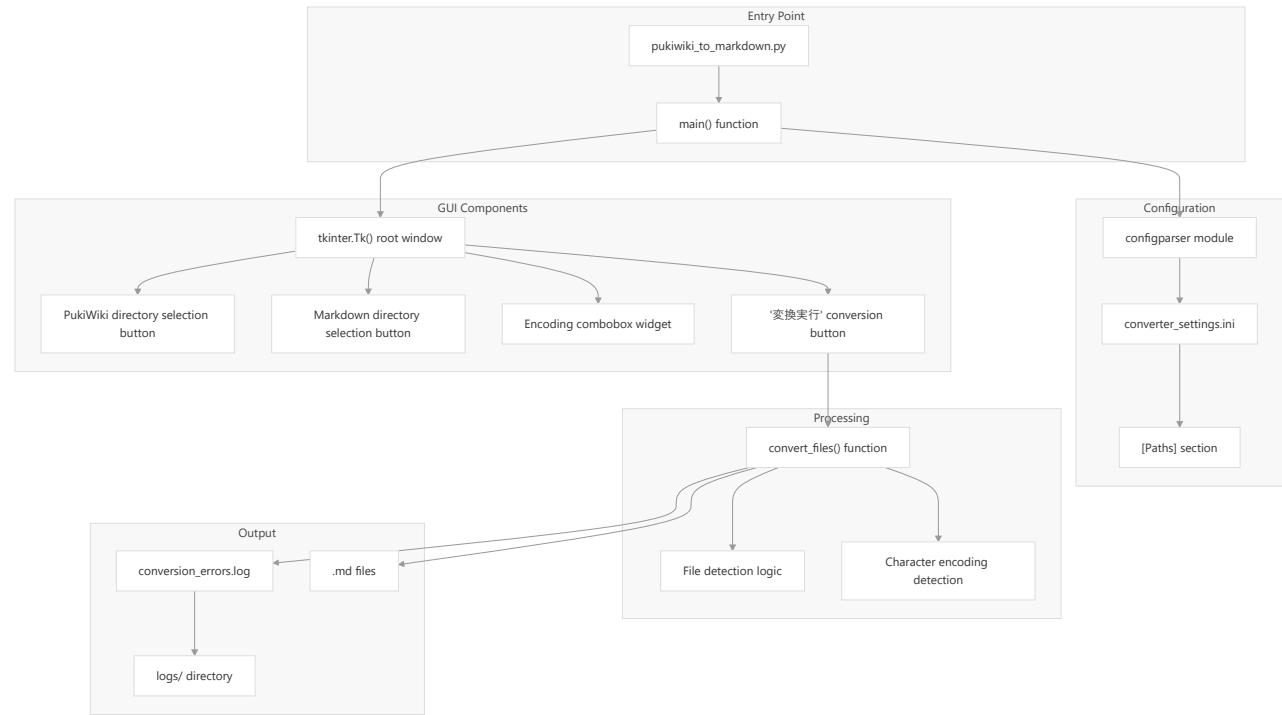 Entry Point
pukiwiki_to_markdown.py
main() function
GUI Components
tkinter.Tk() root window
PukiWiki directory selection
button
Markdown directory
selection button
Encoding combobox widget
'変換実行' conversion
button
Configuration
configparser module
converter_settings.ini
[Paths] section
Processing
convert_files() function
File detection logic
Character encoding
detection
Output
conversion_errors.log
.md files
logs/ directory